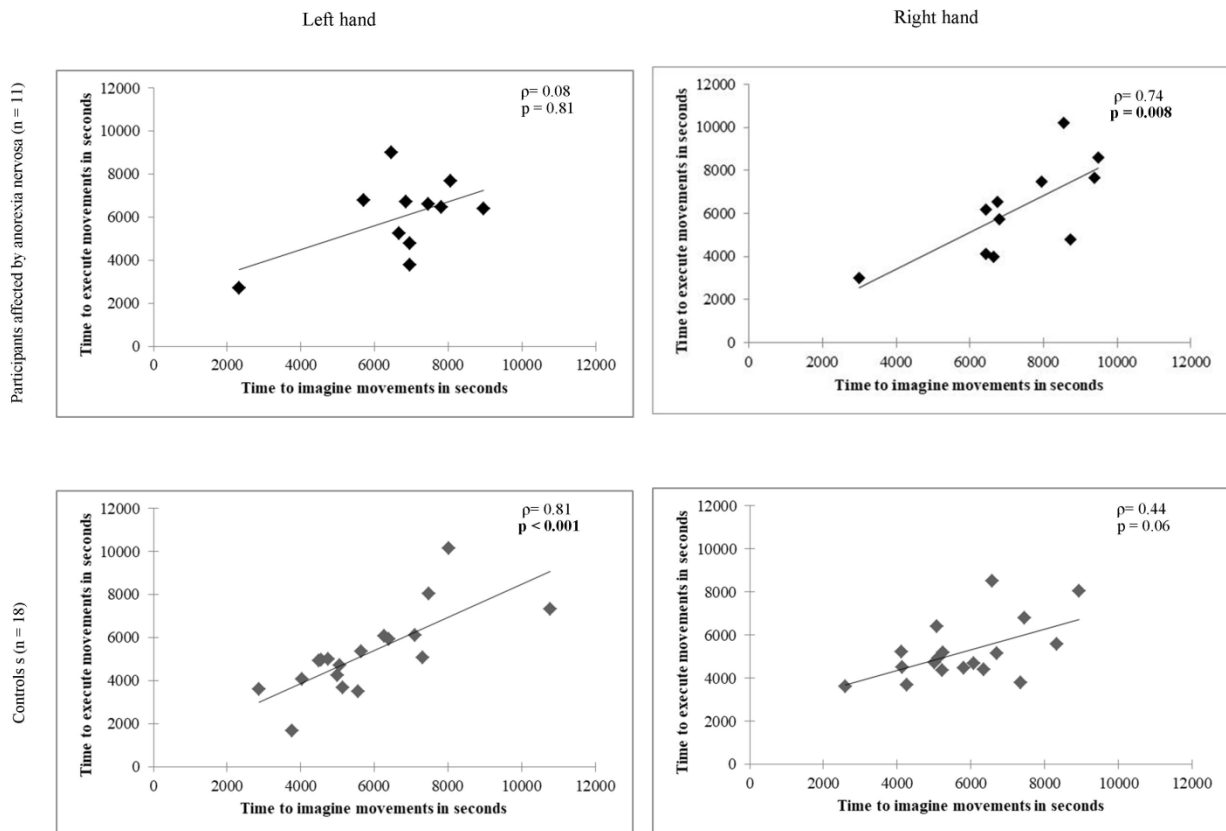 Left hand
Right hand
Participants affected by anorexia nervosa (n = 11)
Time to execute movements in seconds
12000
10000
8000
6000
4000
2000
0
ρ= 0.08
p = 0.81
0 2000 4000 6000 8000 10000 12000
Time to imagine movements in seconds
Time to execute movements in seconds
12000
10000
8000
6000
4000
2000
0
ρ= 0.74
p = 0.008
0 2000 4000 6000 8000 10000 12000
Time to imagine movements in seconds
Controls s (n = 18)
Time to execute movements in seconds
12000
10000
8000
6000
4000
2000
0
ρ= 0.81
p < 0.001
0 2000 4000 6000 8000 10000 12000
Time to imagine movements in seconds
Time to execute movements in seconds
12000
10000
8000
6000
4000
2000
0
ρ= 0.44
p = 0.06
0 2000 4000 6000 8000 10000 12000
Time to imagine movements in seconds